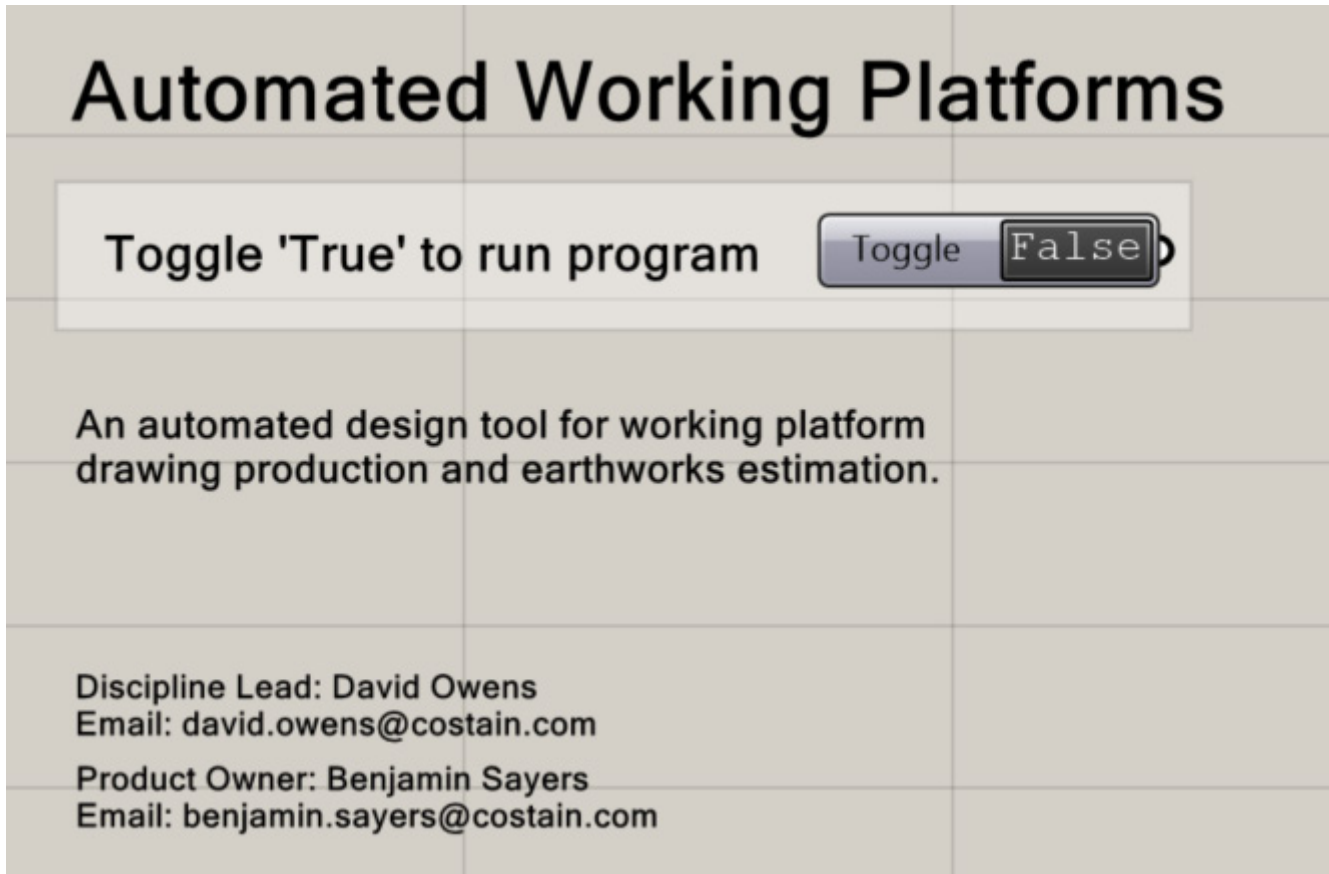 Automated Working Platforms
Toggle 'True' to run program
Toggle False
An automated design tool for working platform
drawing production and earthworks estimation.
Discipline Lead: David Owens
Email: david.owens@costain.com
Product Owner: Benjamin Sayers
Email: benjamin.sayers@costain.com